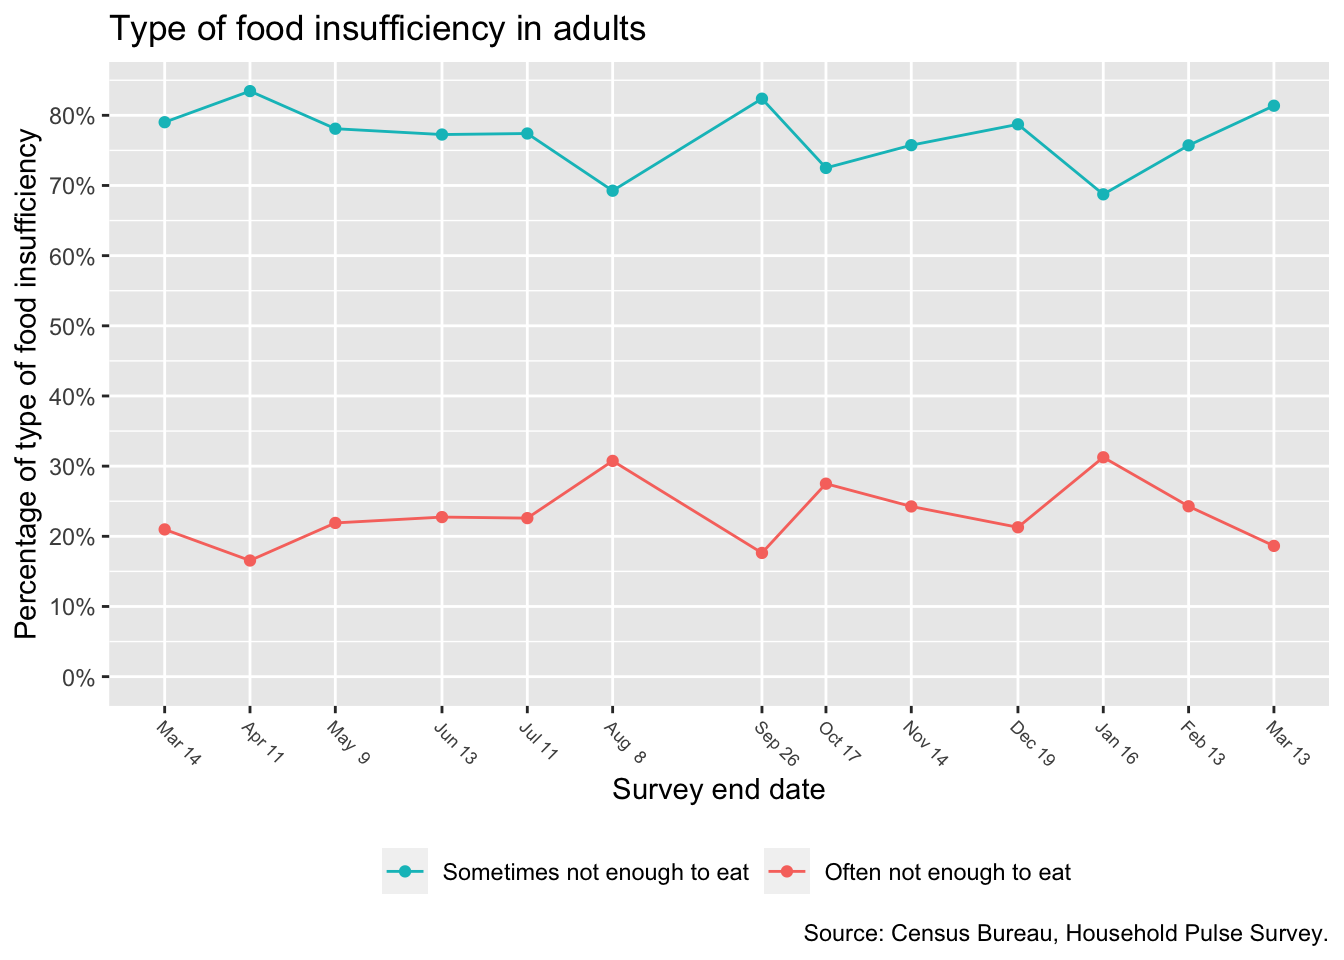 Type of food insufficiency in adults
Percentage of type of food insufficiency
80%
70%
60%
50%
40%
30%
20%
10%
0%
Mar 14
Apr 11
May 9
Jun 13
Jul 11
Aug 8
Sep 26
Oct 17
Nov 14
Dec 19
Jan 16
Feb 13
Mar 13
Survey end date
Sometimes not enough to eat
Often not enough to eat
Source: Census Bureau, Household Pulse Survey.